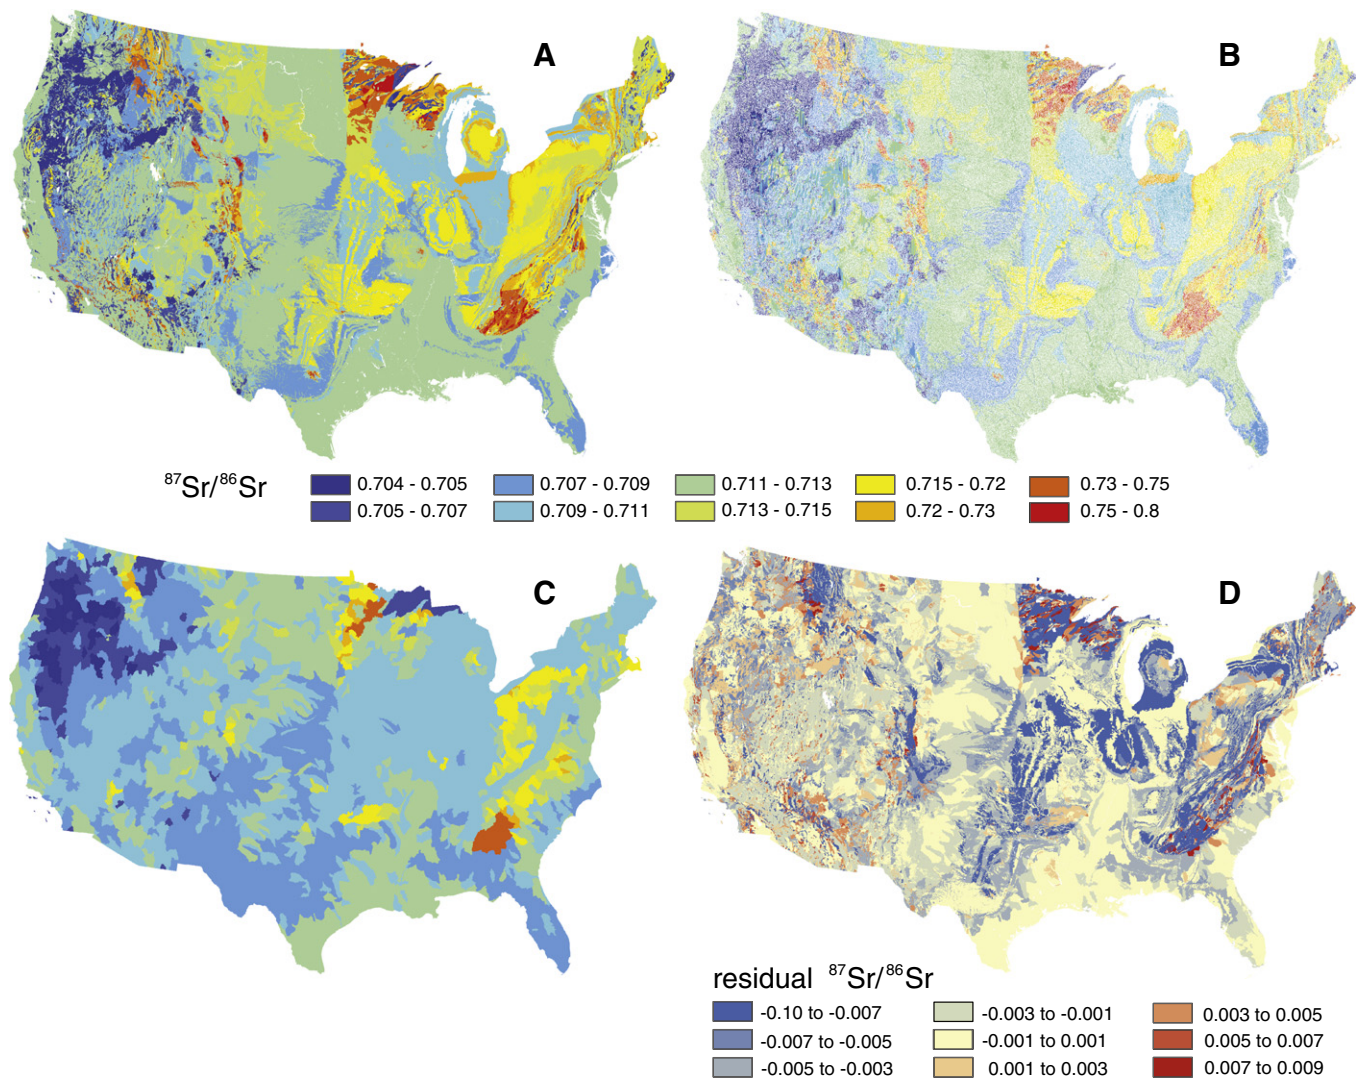 A
B
87Sr/86Sr
0.704 - 0.705
0.707 - 0.709
0.711 - 0.713
0.715 - 0.72
0.73 - 0.75
0.705 - 0.707
0.709 - 0.711
0.713 - 0.715
0.72 - 0.73
0.75 - 0.8
C
D
residual 87Sr/86Sr
-0.10 to -0.007
-0.003 to -0.001
0.003 to 0.005
-0.007 to -0.005
-0.001 to 0.001
0.005 to 0.007
-0.005 to -0.003
0.001 to 0.003
0.007 to 0.009